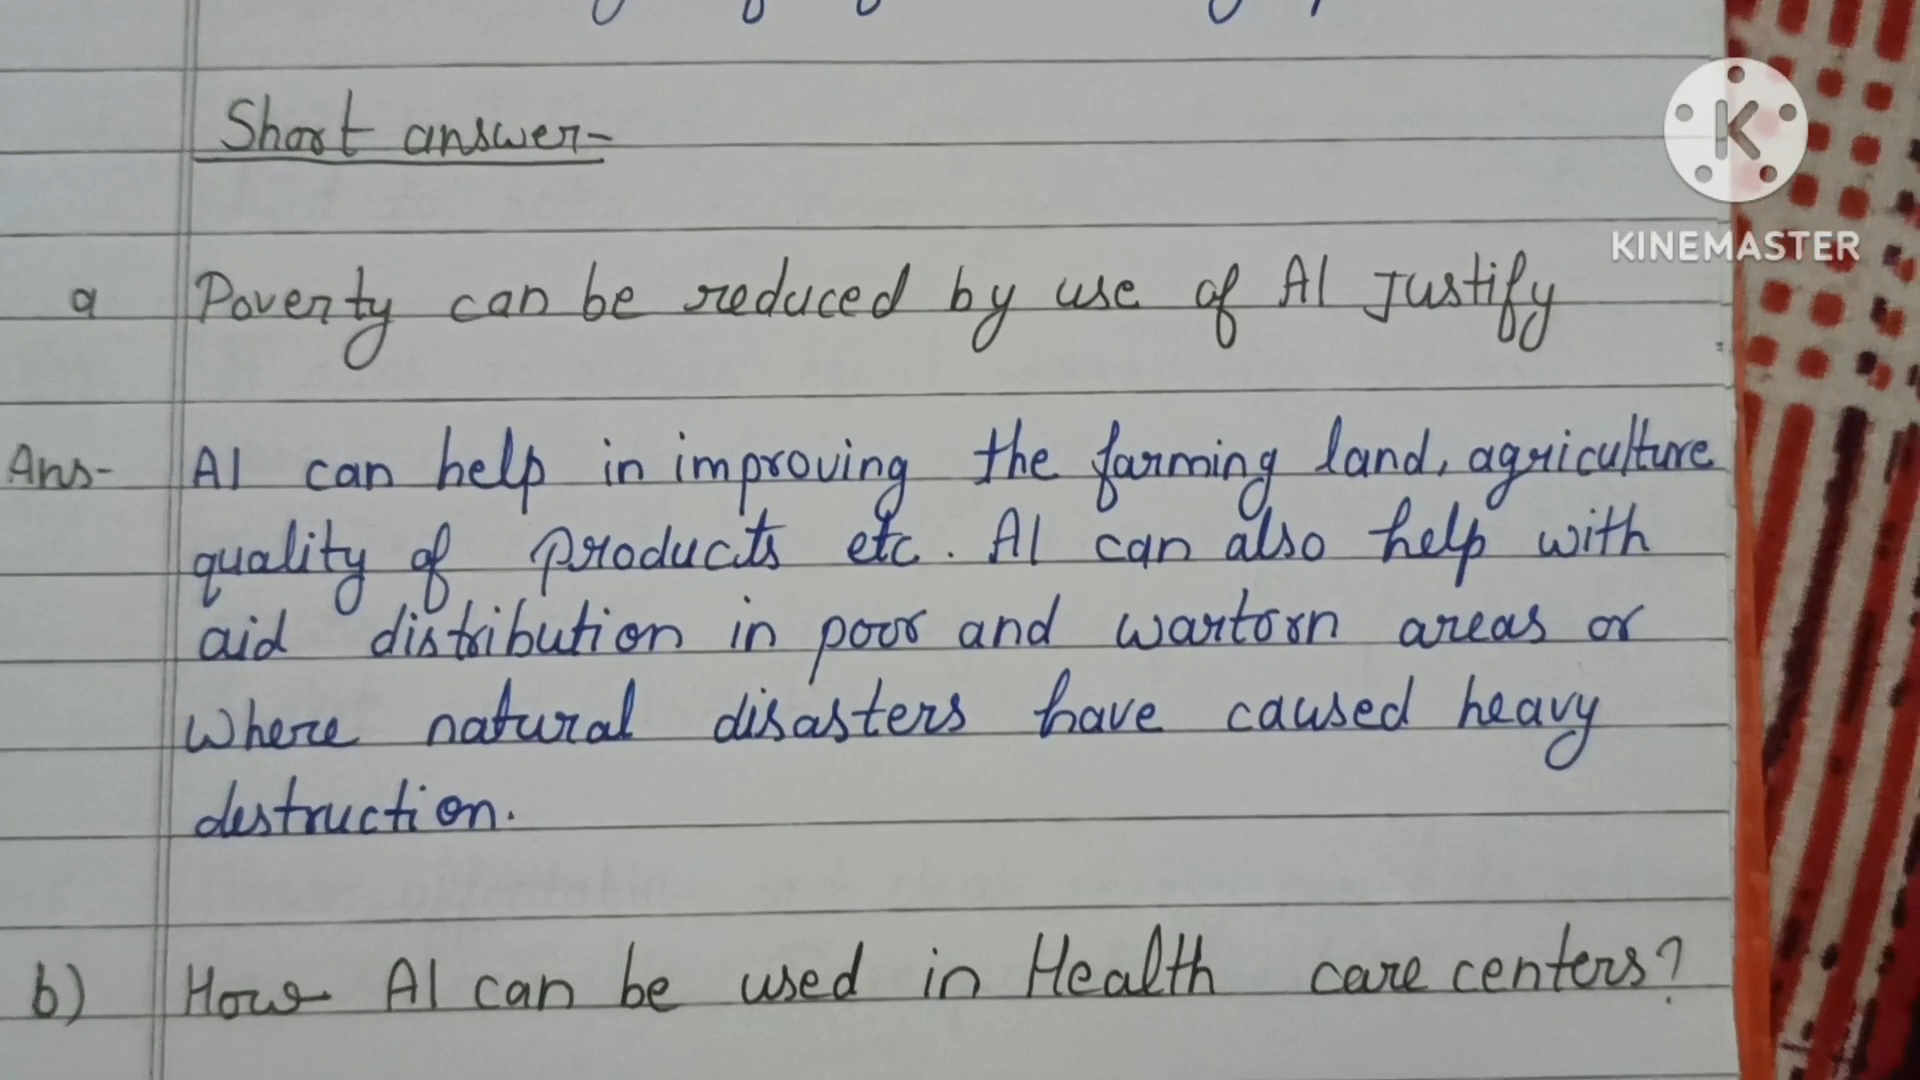 Short answer-
a Poverty can be reduced by use of AI Justify
Ans- AI can help in improving the farming land, agriculture
quality of products etc. AI can also help with
aid distribution in poor and wartorn areas or
where natural disasters have caused heavy
destruction.
b) How AI can be used in Health care centers?
K
KINEMASTER